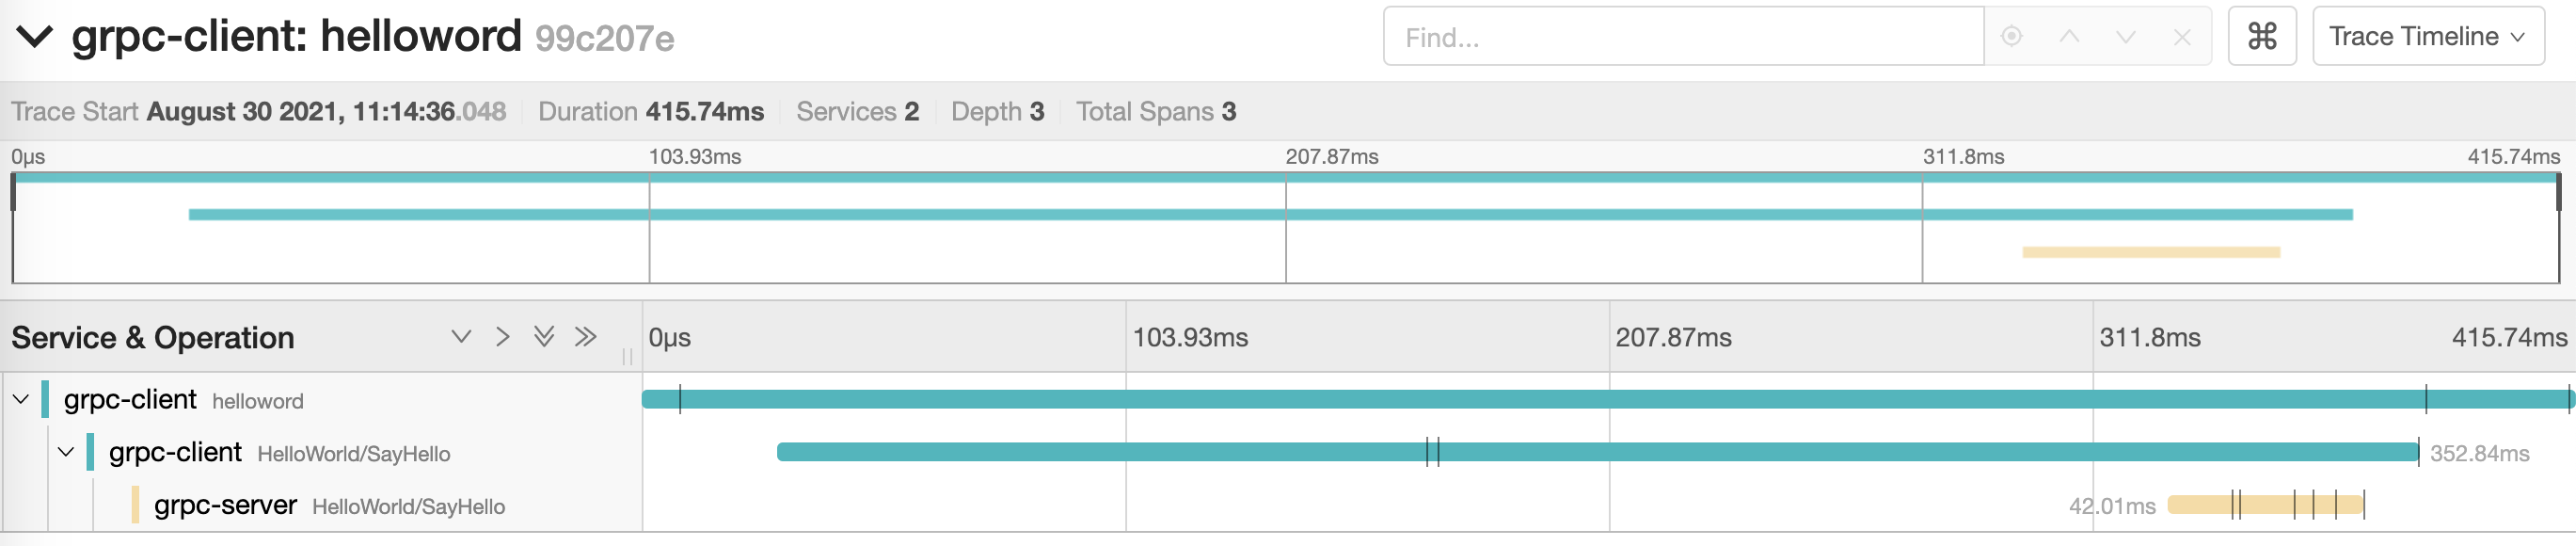 grpc-client: helloword 99c207e Find... ⌘ Trace Timeline
Trace Start August 30 2021, 11:14:36.048 Duration 415.74ms Services 2 Depth 3 Total Spans 3
0μs 103.93ms 207.87ms 311.8ms 415.74ms
Service & Operation 0μs 103.93ms 207.87ms 311.8ms 415.74ms
grpc-client helloword
grpc-client HelloWorld/SayHello 352.84ms
grpc-server HelloWorld/SayHello 42.01ms